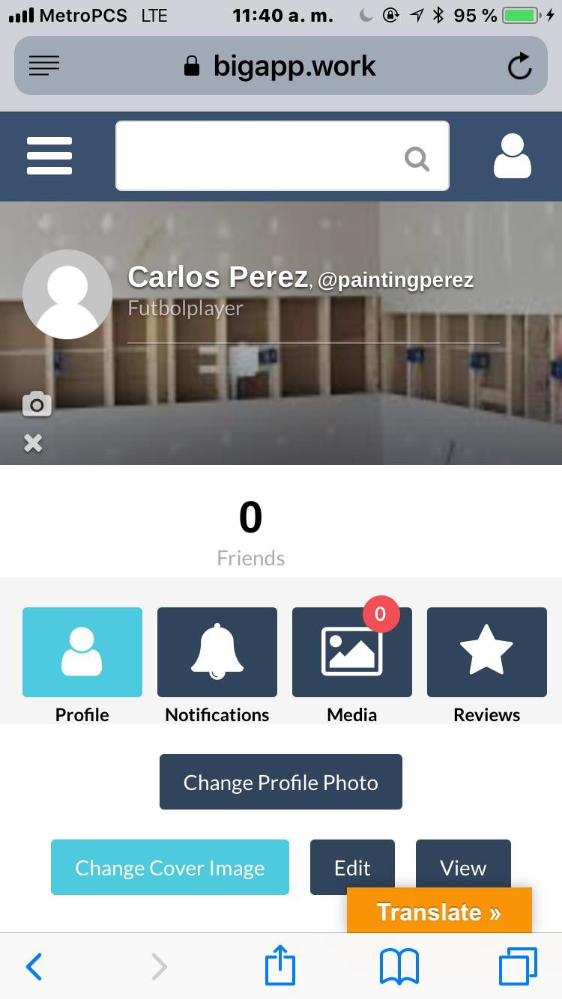 MetroPCS LTE 11:40 a. m. 95 %
bigapp.work
Carlos Perez, @paintingperez
Futbolplayer
0
Friends
0
Profile Notifications Media Reviews
Change Profile Photo
Change Cover Image Edit View
Translate »